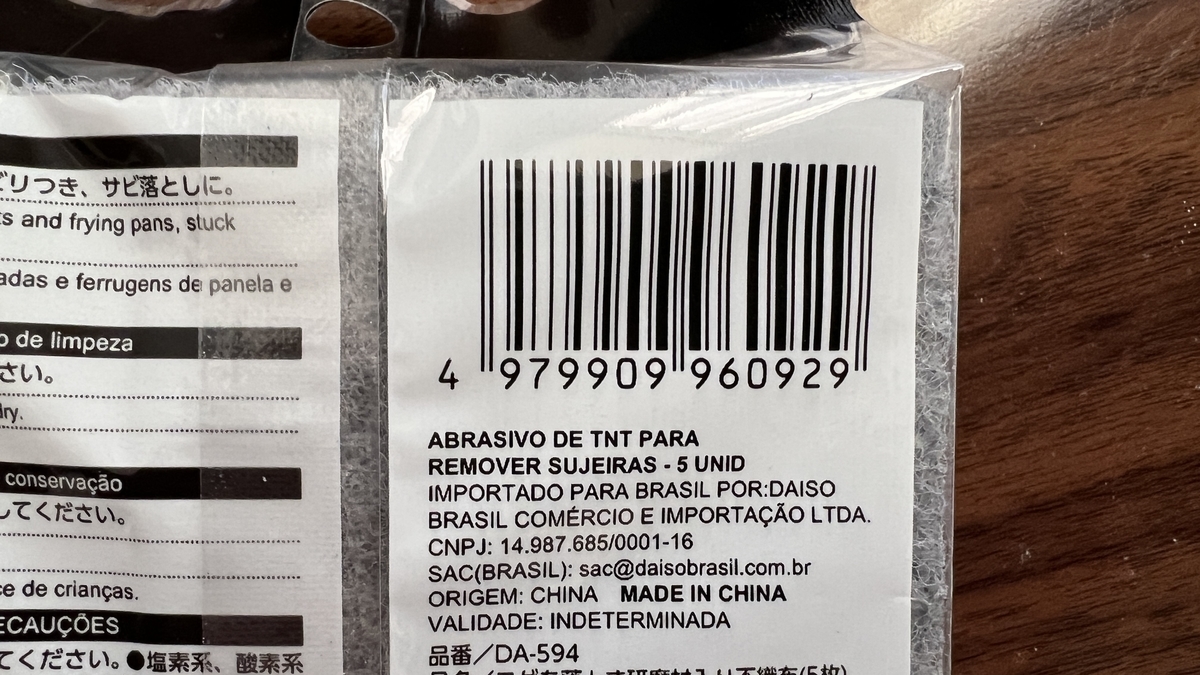 どりつき、サビ落としに。
ts and frying pans, stuck
adas e ferrugens de panela e
o de limpeza
さい。
dry.
conservação
してください。
ce de crianças.
ECAUÇÕES
てください。●塩素系、酸素系
4 979909 960929
ABRASIVO DE TNT PARA
REMOVER SUJEIRAS - 5 UNID
IMPORTADO PARA BRASIL POR:DAISO
BRASIL COMÉRCIO E IMPORTAÇÃO LTDA.
CNPJ: 14.987.685/0001-16
SAC(BRASIL): sac@daisobrasil.com.br
ORIGEM: CHINA MADE IN CHINA
VALIDADE: INDETERMINADA
品番／DA-594